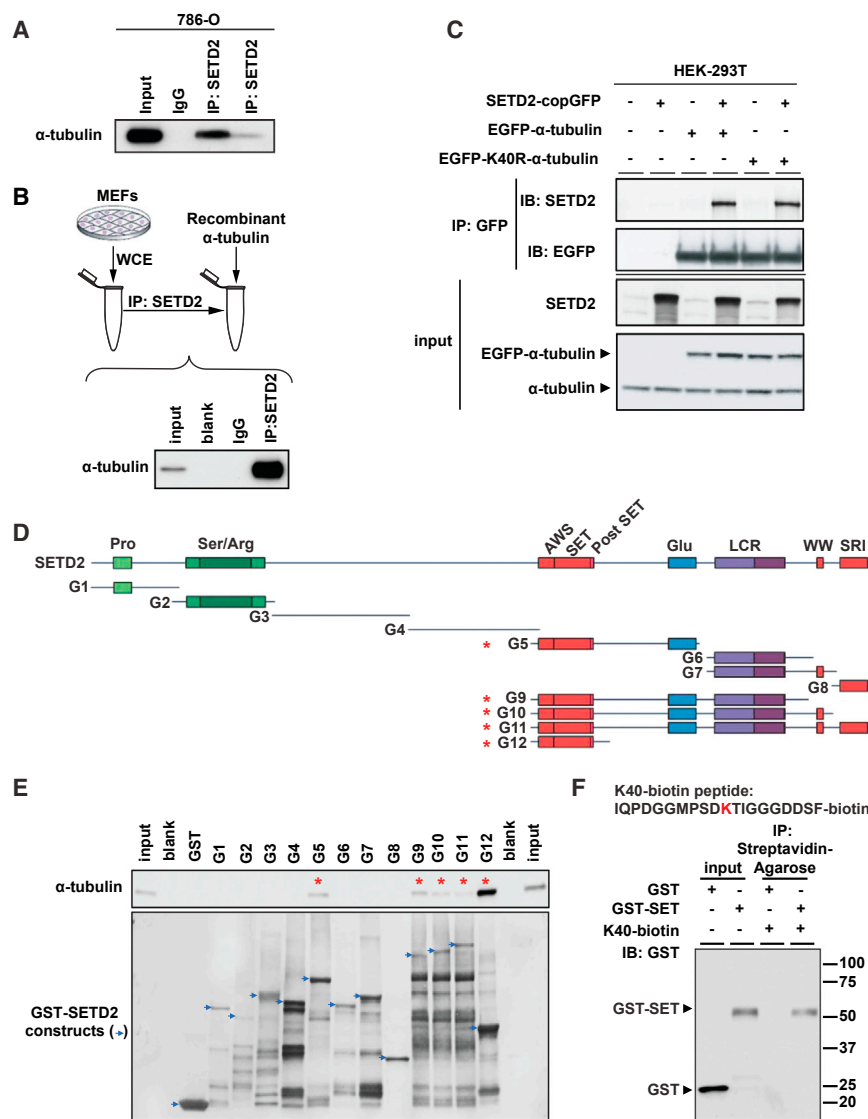 A
786-O
Input
IgG
IP: SETD2
IP: SETD2
α-tubulin
B
MEFs
Recombinant
α-tubulin
WCE
IP: SETD2
input
blank
IgG
IP:SETD2
α-tubulin
C
HEK-293T
SETD2-copGFP - + - + - +
EGFP-α-tubulin - - + + - -
EGFP-K40R-α-tubulin - - - - + +
IP: GFP
IB: SETD2
IB: EGFP
input
SETD2
EGFP-α-tubulin ►
α-tubulin ►
D
Pro
Ser/Arg
AWS
SET
Post SET
Glu
LCR
WW
SRI
SETD2
G1
G2
G3
G4
* G5
G6
G7
G8
* G9
* G10
* G11
* G12
E
input
blank
GST
G1
G2
G3
G4
G5
G6
G7
G8
G9
G10
G11
G12
blank
input
α-tubulin
* * * * *
GST-SETD2
constructs (→)
F
K40-biotin peptide:
IQPDGGMPSDKTIGGGDDSF-biotin
IP:
Streptavidin-
input Agarose
GST + - + -
GST-SET - + - +
K40-biotin - - + +
IB: GST
100
75
GST-SET ► 50
37
GST ► 25
20